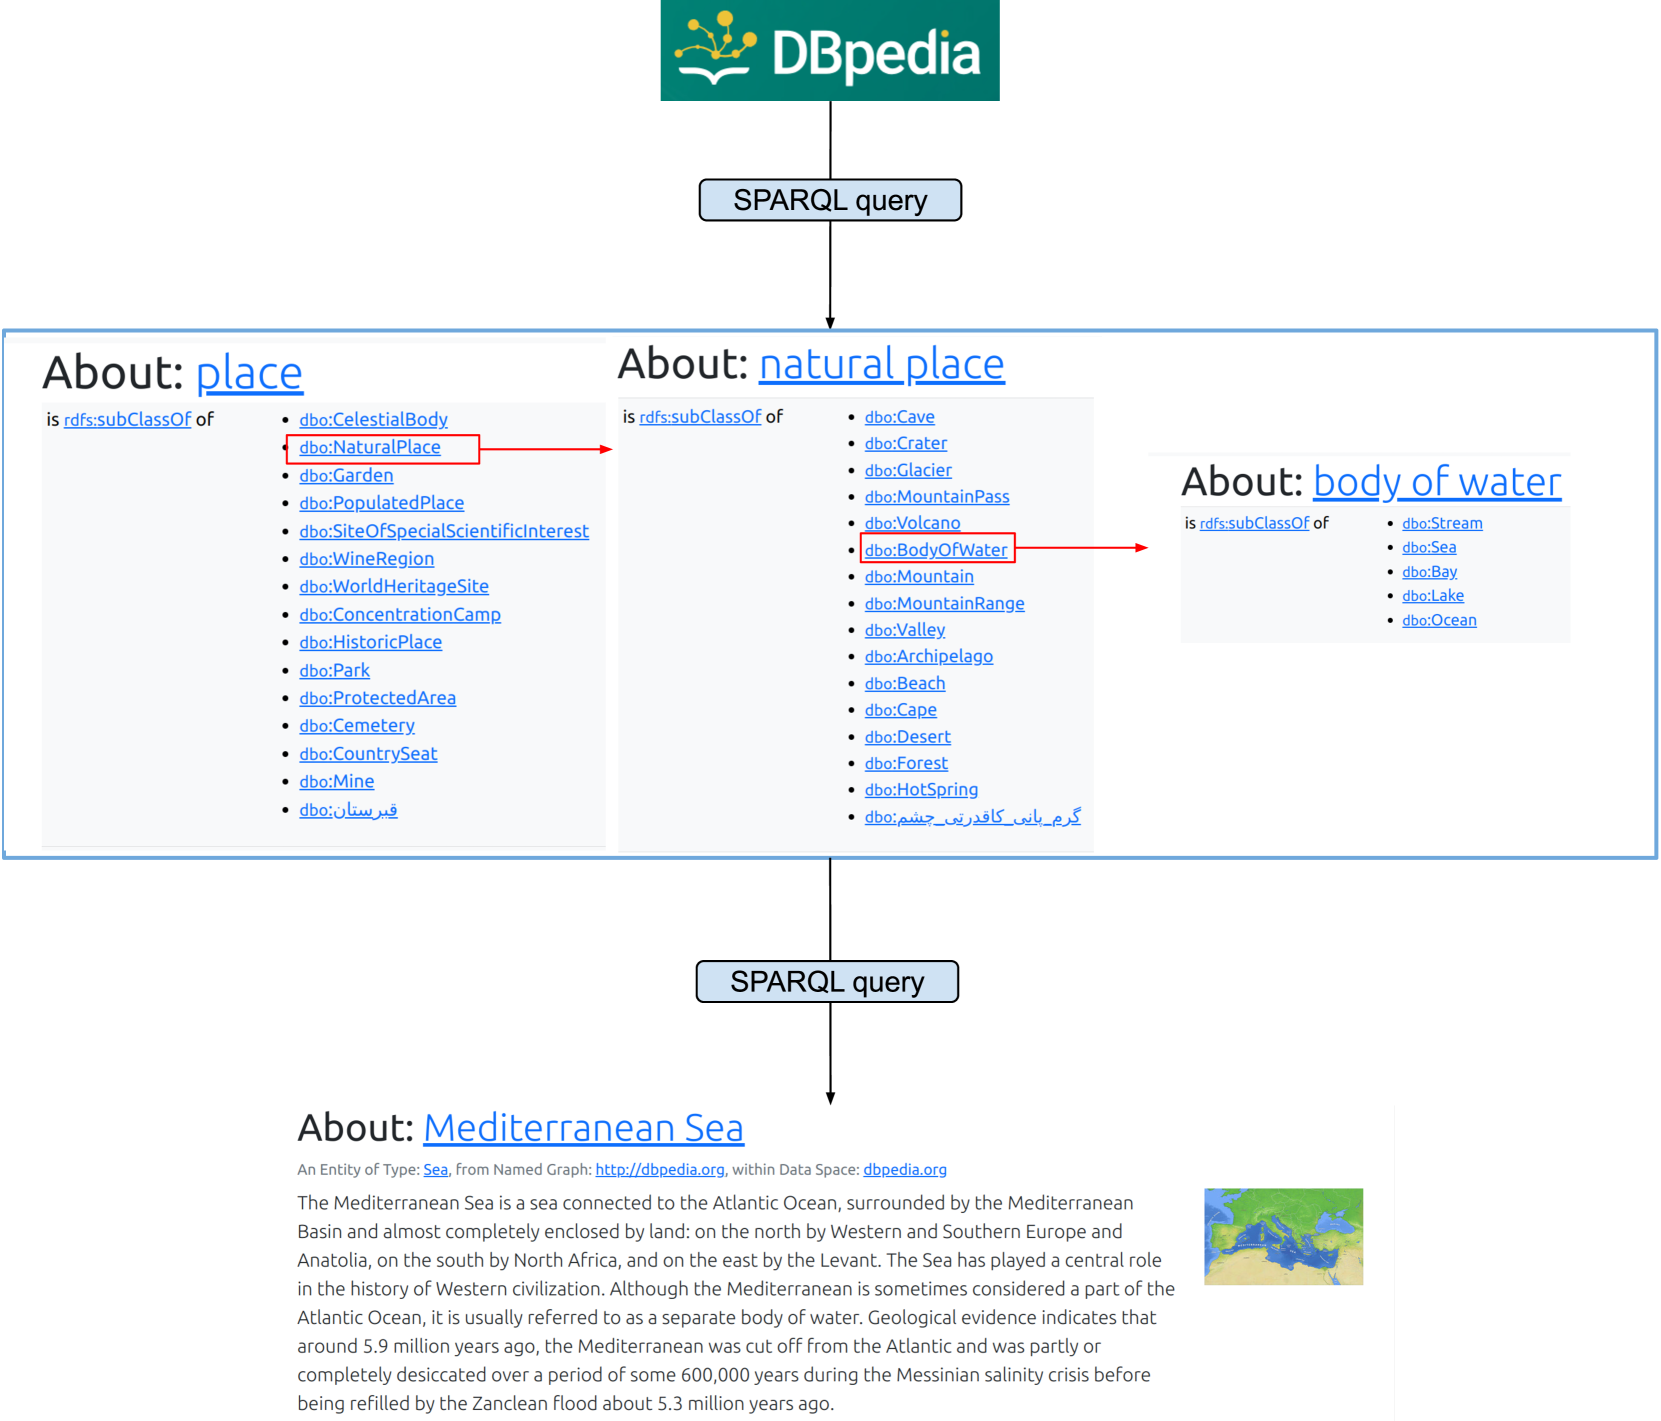 DBpedia
SPARQL query
About: place
is rdfs:subClassOf of
dbo:CelestialBody
dbo:NaturalPlace
dbo:Garden
dbo:PopulatedPlace
dbo:SiteOfSpecialScientificInterest
dbo:WineRegion
dbo:WorldHeritageSite
dbo:ConcentrationCamp
dbo:HistoricPlace
dbo:Park
dbo:ProtectedArea
dbo:Cemetery
dbo:CountrySeat
dbo:Mine
dbo:قبرستان
About: natural place
is rdfs:subClassOf of
dbo:Cave
dbo:Crater
dbo:Glacier
dbo:MountainPass
dbo:Volcano
dbo:BodyOfWater
dbo:Mountain
dbo:MountainRange
dbo:Valley
dbo:Archipelago
dbo:Beach
dbo:Cape
dbo:Desert
dbo:Forest
dbo:HotSpring
dbo:گرم_پانی_کاقدرتی_چشم
About: body of water
is rdfs:subClassOf of
dbo:Stream
dbo:Sea
dbo:Bay
dbo:Lake
dbo:Ocean
SPARQL query
About: Mediterranean Sea
An Entity of Type: Sea, from Named Graph: http://dbpedia.org, within Data Space: dbpedia.org
The Mediterranean Sea is a sea connected to the Atlantic Ocean, surrounded by the Mediterranean
Basin and almost completely enclosed by land: on the north by Western and Southern Europe and
Anatolia, on the south by North Africa, and on the east by the Levant. The Sea has played a central role
in the history of Western civilization. Although the Mediterranean is sometimes considered a part of the
Atlantic Ocean, it is usually referred to as a separate body of water. Geological evidence indicates that
around 5.9 million years ago, the Mediterranean was cut off from the Atlantic and was partly or
completely desiccated over a period of some 600,000 years during the Messinian salinity crisis before
being refilled by the Zanclean flood about 5.3 million years ago.